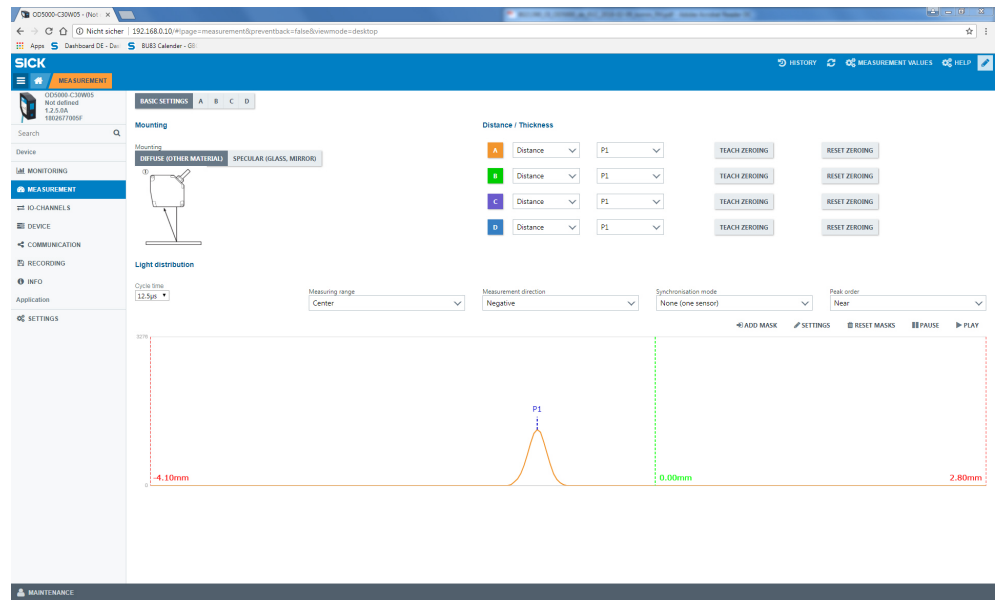 OD5000-C30W05 - (Not
Nicht sicher 192.168.0.10/#!page=measurement&preventback=false&viewmode=desktop
Apps Dashboard DE - Das BU83 Calender - Gl
SICK
HISTORY MEASUREMENT VALUES HELP
MEASUREMENT
OD5000-C30W05
Not defined
1.2.5.0A
1802677005F
Search
Device
MONITORING
MEASUREMENT
IO-CHANNELS
DEVICE
COMMUNICATION
RECORDING
INFO
Application
SETTINGS
BASIC SETTINGS A B C D
Mounting
Mounting
DIFFUSE (OTHER MATERIAL) SPECULAR (GLASS, MIRROR)
①
Distance / Thickness
A Distance P1 TEACH ZEROING RESET ZEROING
B Distance P1 TEACH ZEROING RESET ZEROING
C Distance P1 TEACH ZEROING RESET ZEROING
D Distance P1 TEACH ZEROING RESET ZEROING
Light distribution
Cycle time
12.5µs
Measuring range
Center
Measurement direction
Negative
Synchronisation mode
None (one sensor)
Peak order
Near
ADD MASK SETTINGS RESET MASKS PAUSE PLAY
P1
0
-4.10mm 0.00mm 2.80mm
MAINTENANCE